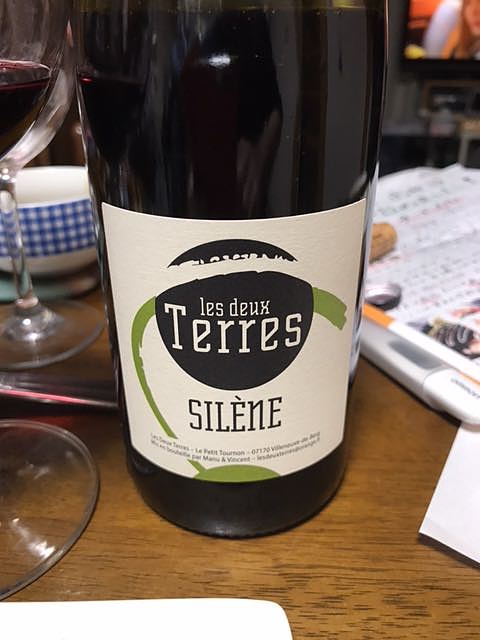 les deux
Terres
SILÈNE
Les Deux Terres - Le Petit Tournon - 07170 Villeneuve de Berg
Mis en bouteille par Manu & Vincent - lesdeuxterres@orange.fr